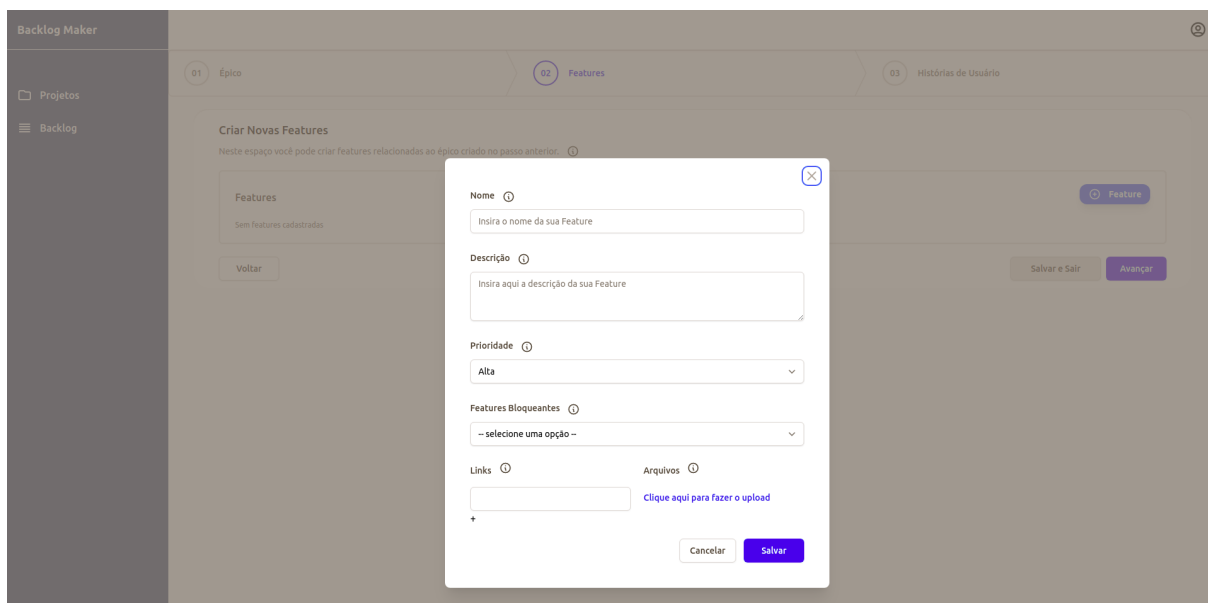 Backlog Maker
01 Épico
02 Features
03 Histórias de Usuário
Projetos
Backlog
Criar Novas Features
Neste espaço você pode criar features relacionadas ao épico criado no passo anterior.
Features
Feature
Sem features cadastradas
Voltar
Salvar e Sair
Avançar
Nome
Insira o nome da sua Feature
Descrição
Insira aqui a descrição da sua Feature
Prioridade
Alta
Features Bloqueantes
-- selecione uma opção --
Links
Arquivos
Clique aqui para fazer o upload
+
Cancelar
Salvar